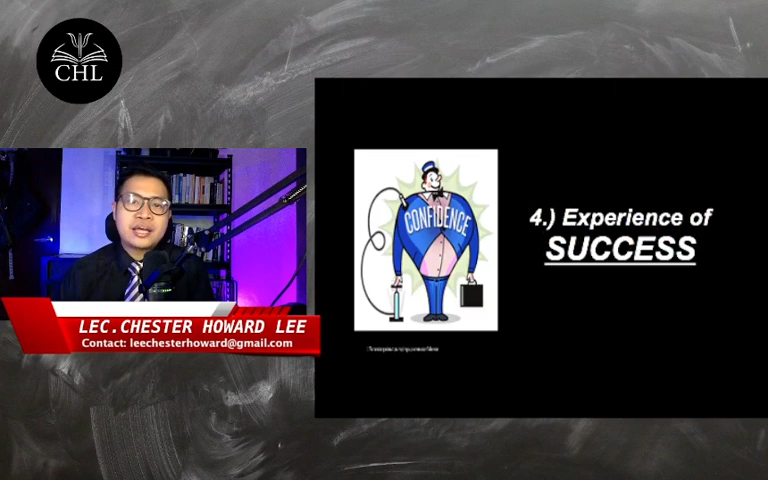 CHL
CONFIDENCE
4.) Experience of
SUCCESS
LEC.CHESTER HOWARD LEE
Contact: leechesterhoward@gmail.com